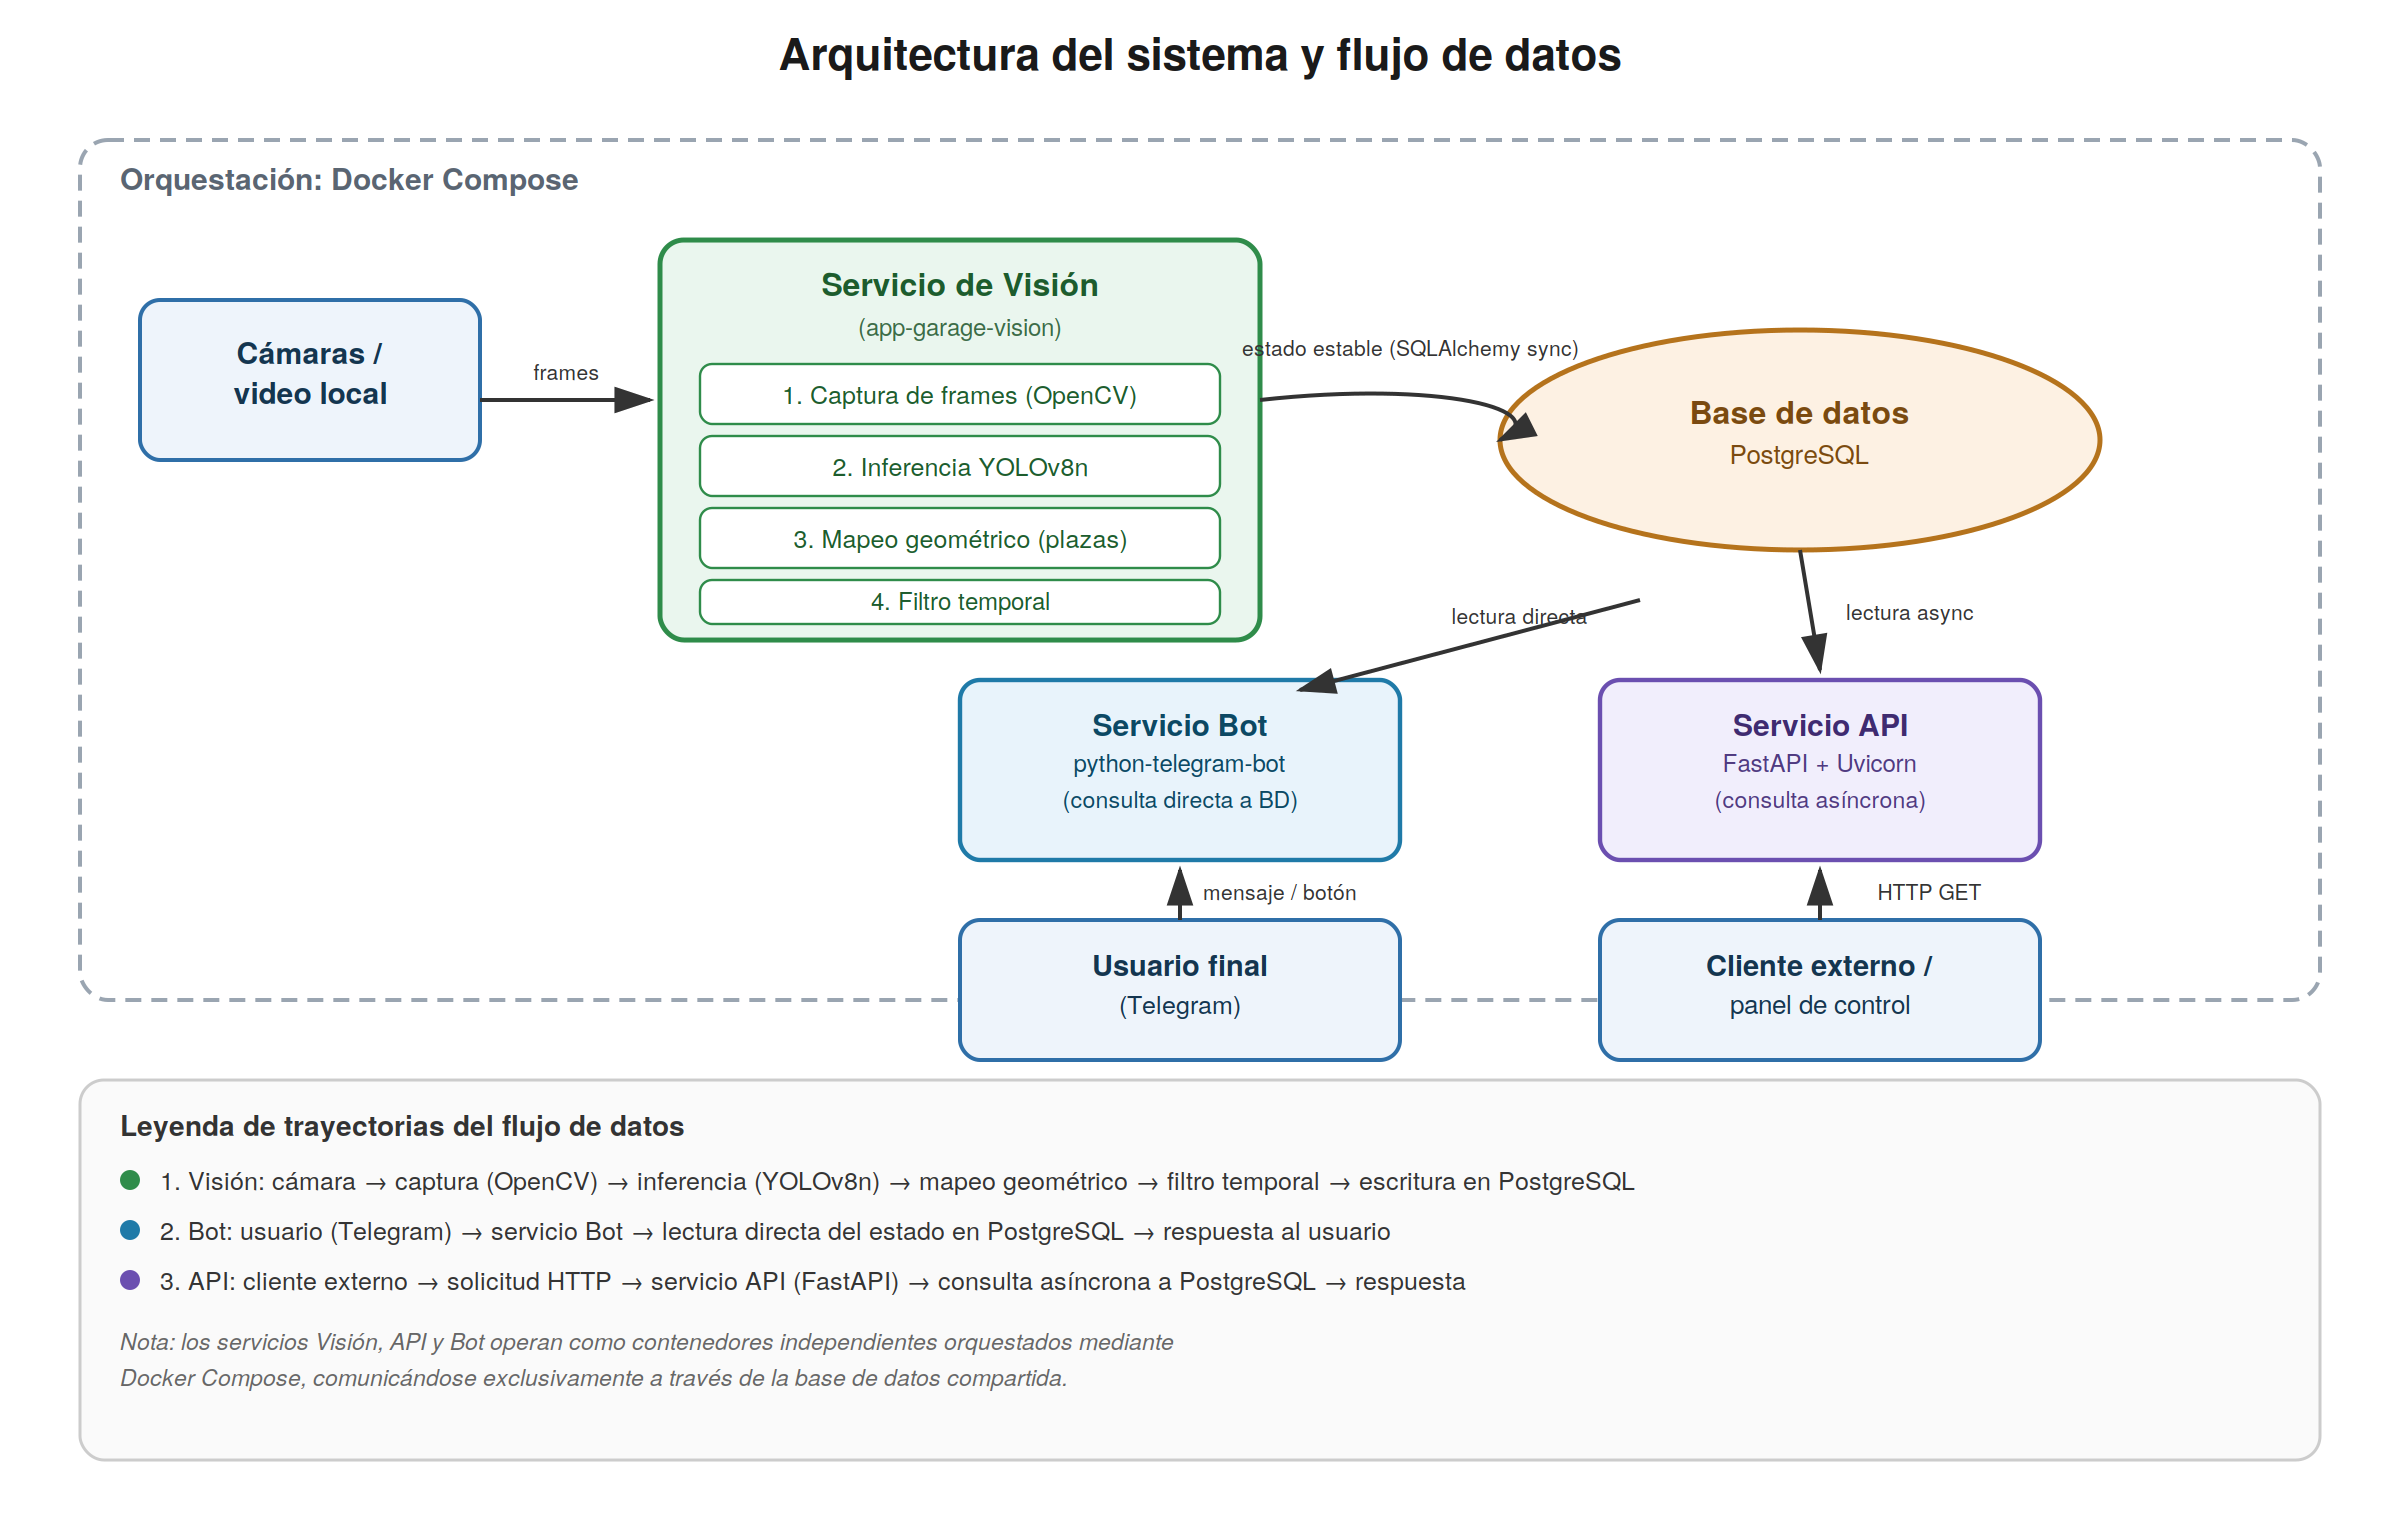 Arquitectura del sistema y flujo de datos
Orquestación: Docker Compose
Cámaras /
video local
frames
Servicio de Visión
(app-garage-vision)
1. Captura de frames (OpenCV)
2. Inferencia YOLOv8n
3. Mapeo geométrico (plazas)
4. Filtro temporal
estado estable (SQLAlchemy sync)
Base de datos
PostgreSQL
lectura directa
lectura async
Servicio Bot
python-telegram-bot
(consulta directa a BD)
Servicio API
FastAPI + Uvicorn
(consulta asíncrona)
mensaje / botón
HTTP GET
Usuario final
(Telegram)
Cliente externo /
panel de control
Leyenda de trayectorias del flujo de datos
1. Visión: cámara → captura (OpenCV) → inferencia (YOLOv8n) → mapeo geométrico → filtro temporal → escritura en PostgreSQL
2. Bot: usuario (Telegram) → servicio Bot → lectura directa del estado en PostgreSQL → respuesta al usuario
3. API: cliente externo → solicitud HTTP → servicio API (FastAPI) → consulta asíncrona a PostgreSQL → respuesta
Nota: los servicios Visión, API y Bot operan como contenedores independientes orquestados mediante
Docker Compose, comunicándose exclusivamente a través de la base de datos compartida.